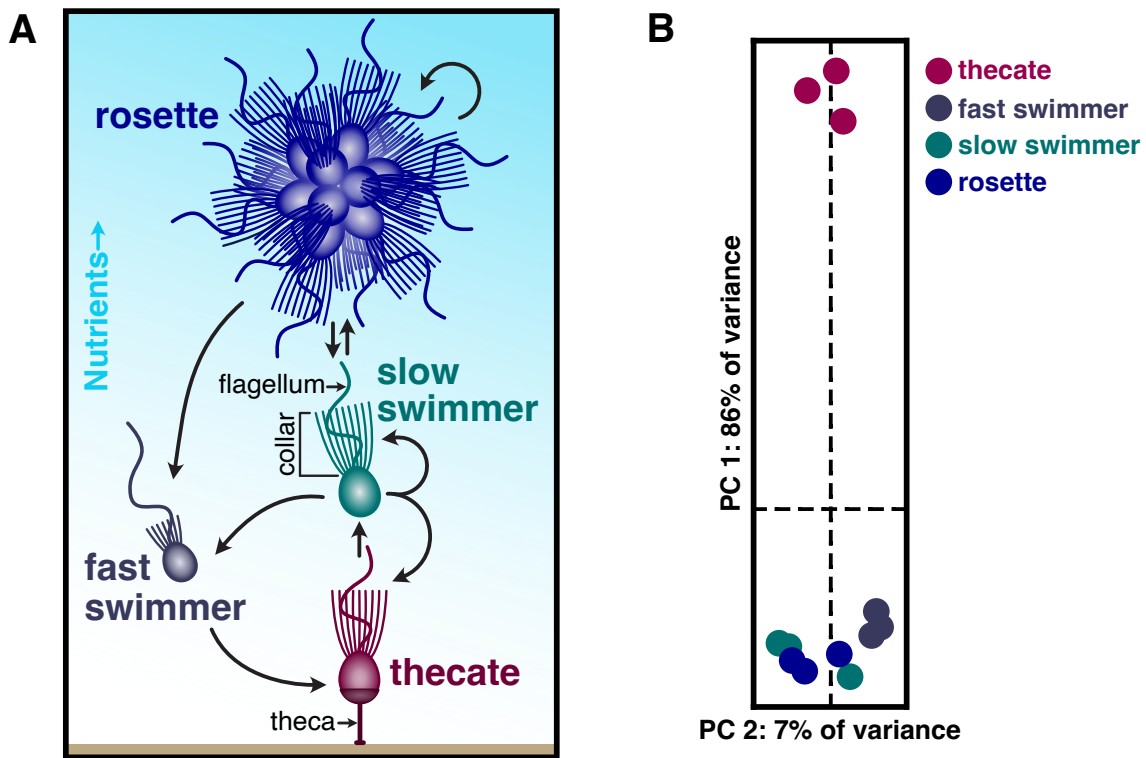 A
rosette
Nutrients→
flagellum
slow
swimmer
collar
fast
swimmer
thecate
theca
B
PC 1: 86% of variance
PC 2: 7% of variance
thecate
fast swimmer
slow swimmer
rosette